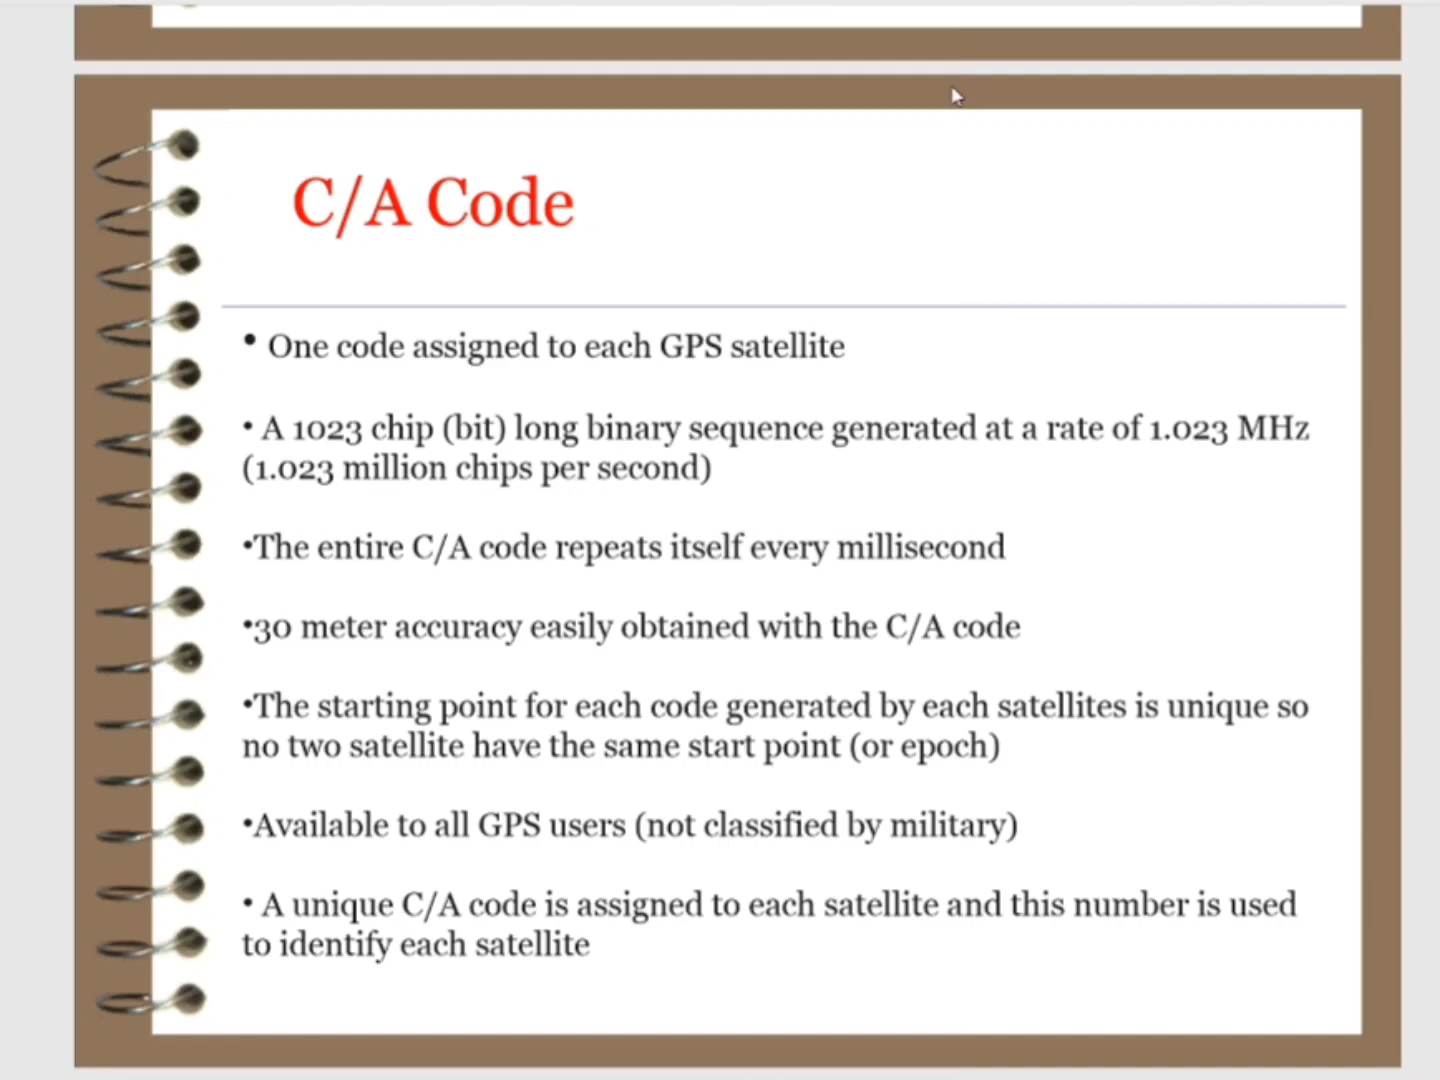 C/A Code
• One code assigned to each GPS satellite
• A 1023 chip (bit) long binary sequence generated at a rate of 1.023 MHz
(1.023 million chips per second)
•The entire C/A code repeats itself every millisecond
•30 meter accuracy easily obtained with the C/A code
•The starting point for each code generated by each satellites is unique so
no two satellite have the same start point (or epoch)
•Available to all GPS users (not classified by military)
• A unique C/A code is assigned to each satellite and this number is used
to identify each satellite